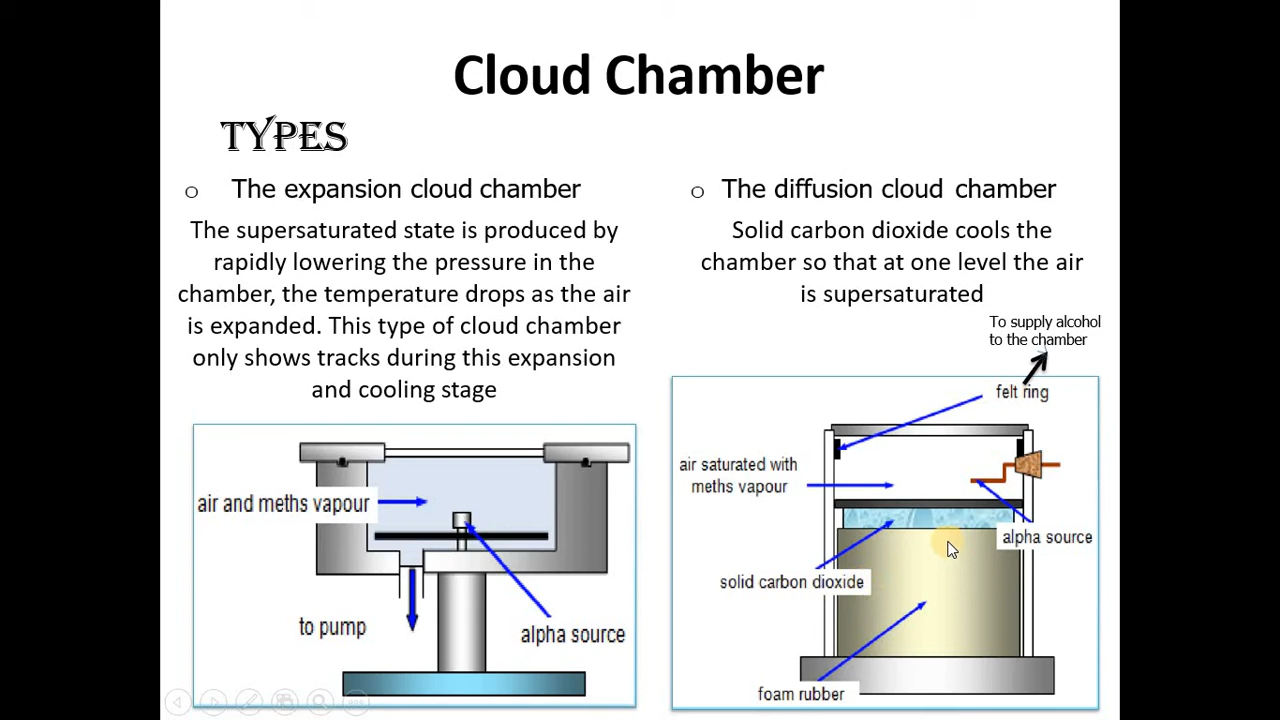 Cloud Chamber
TYPES
o The expansion cloud chamber
The supersaturated state is produced by
rapidly lowering the pressure in the
chamber, the temperature drops as the air
is expanded. This type of cloud chamber
only shows tracks during this expansion
and cooling stage
air and meths vapour
to pump
alpha source
o The diffusion cloud chamber
Solid carbon dioxide cools the
chamber so that at one level the air
is supersaturated
To supply alcohol
to the chamber
felt ring
air saturated with
meths vapour
alpha source
solid carbon dioxide
foam rubber